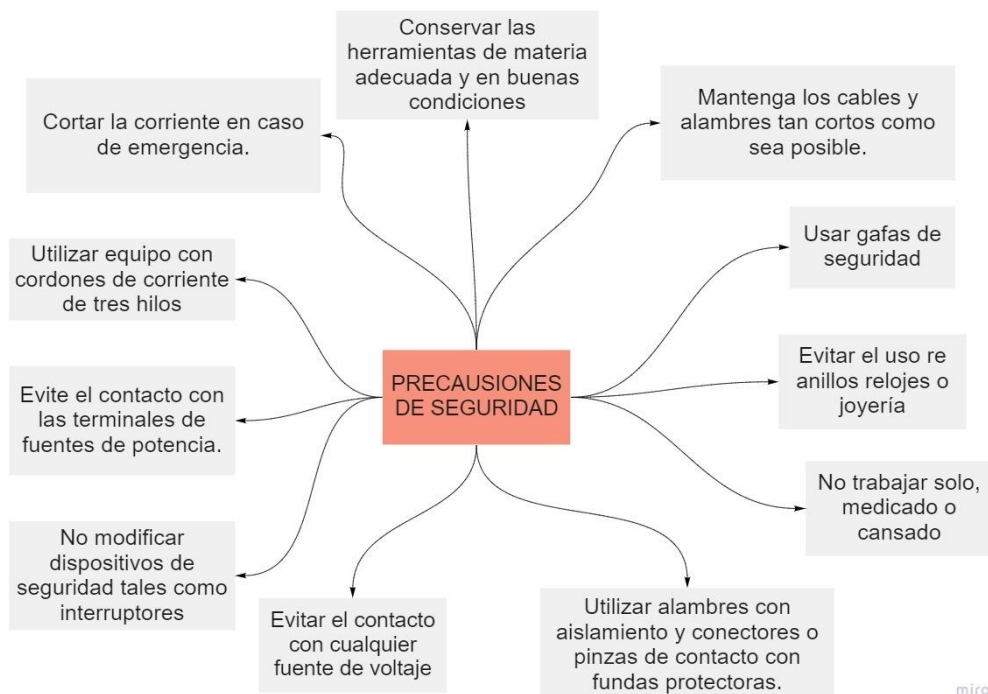 Conservar las
herramientas de materia
adecuada y en buenas
condiciones
Cortar la corriente en caso
de emergencia.
Mantenga los cables y
alambres tan cortos como
sea posible.
Utilizar equipo con
cordones de corriente
de tres hilos
Usar gafas de
seguridad
PRECAUSIONES
DE SEGURIDAD
Evite el contacto con
las terminales de
fuentes de potencia.
Evitar el uso re
anillos relojes o
joyería
No modificar
dispositivos de
seguridad tales como
interruptores
No trabajar solo,
medicado o
cansado
Evitar el contacto
con cualquier
fuente de voltaje
Utilizar alambres con
aislamiento y conectores o
pinzas de contacto con
fundas protectoras.
miro